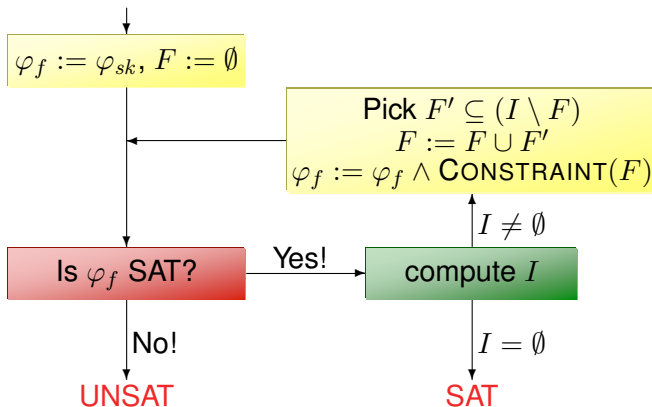 φ_f := φ_sk, F := ∅
Pick F′ ⊆ (I \ F)
F := F ∪ F′
φ_f := φ_f ∧ CONSTRAINT(F)
I ≠ ∅
Is φ_f SAT?
Yes!
compute I
No!
I = ∅
UNSAT
SAT